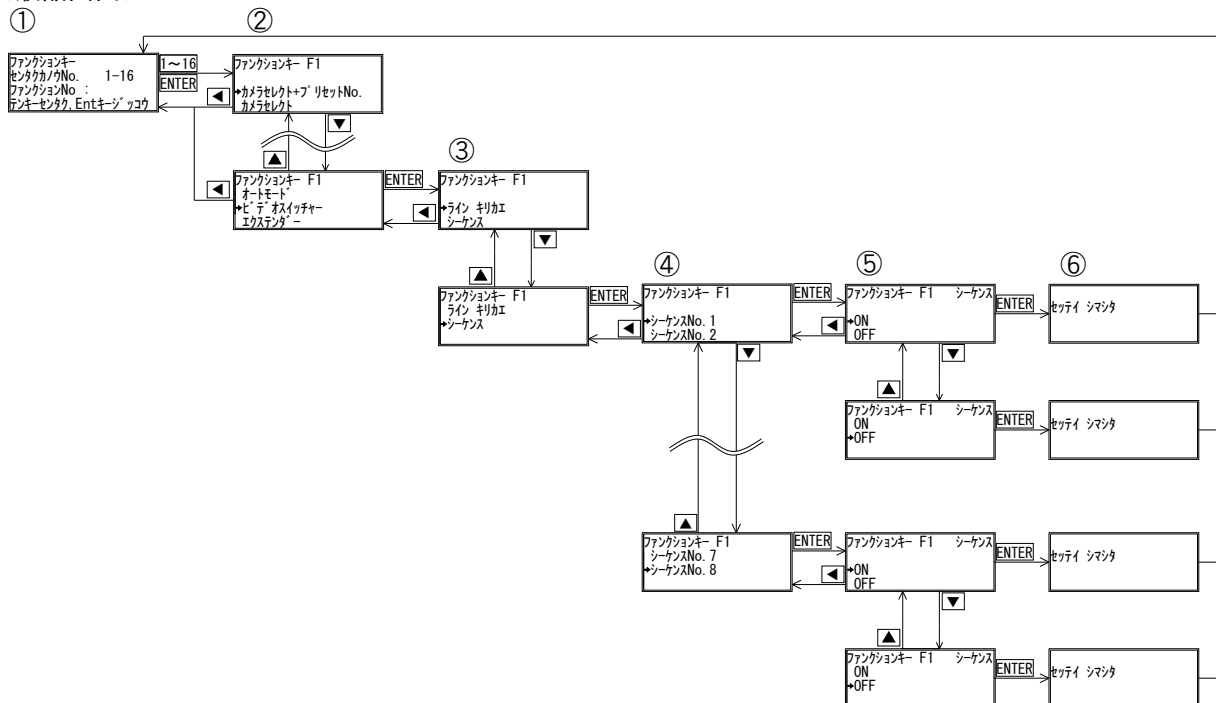 ①
②
ファンクションキー
センタクカノウNo.　1-16
ファンクションNo :
テンキーセンタク,Entキージッコウ
1～16
ENTER
ファンクションキー F1
➔カメラセレクト+プリセットNo.
カメラセレクト
◀
▼
▲
③
ファンクションキー F1
オートモード
➔ビデオスイッチャー
エクステンダー
◀
ENTER
ファンクションキー F1
➔ライン キリカエ
シーケンス
◀
▼
▲
④
⑤
⑥
ファンクションキー F1
ライン キリカエ
➔シーケンス
ENTER
ファンクションキー F1
➔シーケンスNo.1
シーケンスNo.2
◀
ENTER
ファンクションキー F1　シーケンス
➔ON
OFF
◀
ENTER
セッテイ シマシタ
▼
▼
▲
ファンクションキー F1　シーケンス
ON
➔OFF
ENTER
セッテイ シマシタ
▲
ファンクションキー F1
シーケンスNo.7
➔シーケンスNo.8
ENTER
ファンクションキー F1　シーケンス
➔ON
OFF
◀
ENTER
セッテイ シマシタ
▼
▲
ファンクションキー F1　シーケンス
ON
➔OFF
ENTER
セッテイ シマシタ